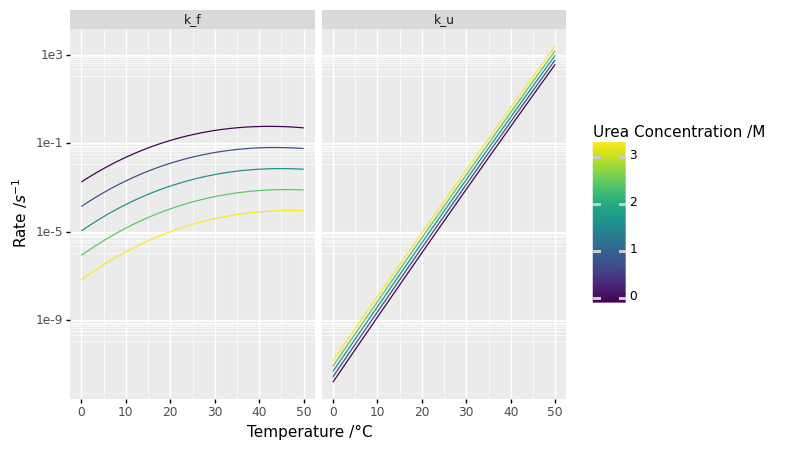 k_f
k_u
1e3
1e-1
1e-5
1e-9
Rate /s⁻¹
0 10 20 30 40 50
0 10 20 30 40 50
Temperature /°C
Urea Concentration /M
3
2
1
0